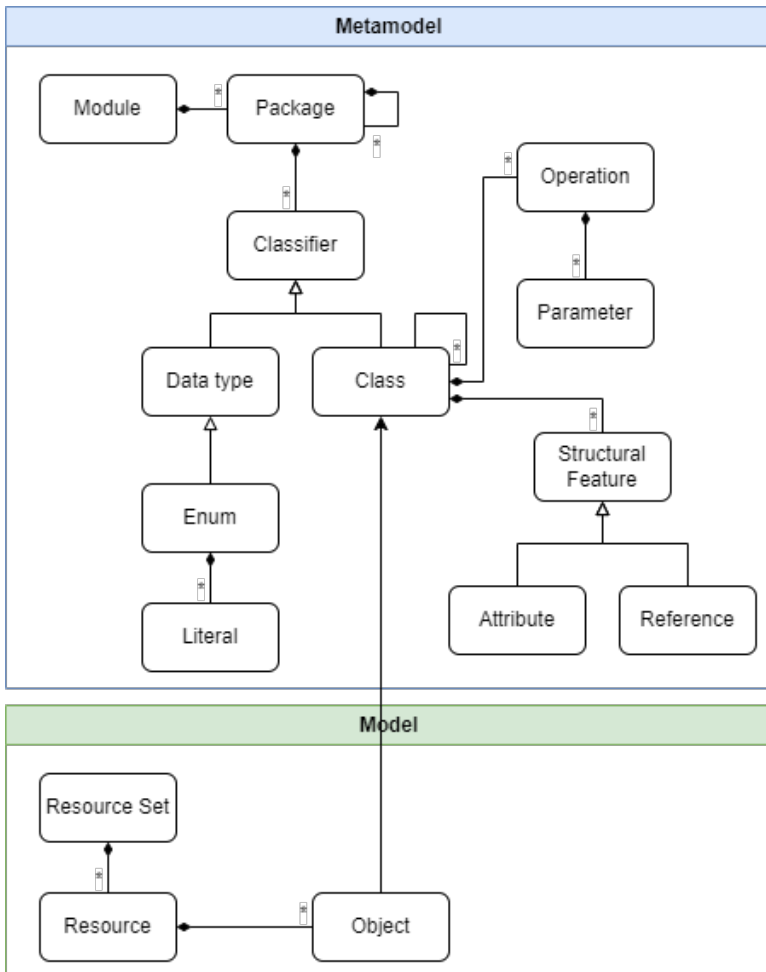 Metamodel
Module
*
Package
*
*
Operation
*
Classifier
*
Parameter
Data type
Class
*
*
Structural
Feature
Enum
*
Attribute
Reference
Literal
Model
Resource Set
*
Resource
*
Object